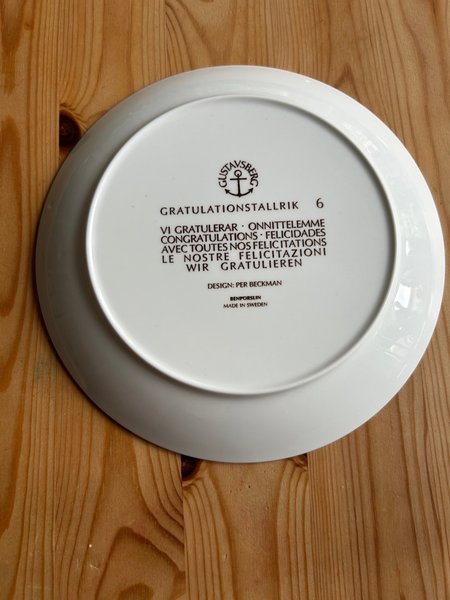 GUSTAVSBERG
GRATULATIONSTALLRIK 6
VI GRATULERAR · ONNITTELEMME
CONGRATULATIONS · FELICIDADES
AVEC TOUTES NOS FELICITATIONS
LE NOSTRE FELICITAZIONI
WIR GRATULIEREN
DESIGN: PER BECKMAN
BENPORSLIN
MADE IN SWEDEN